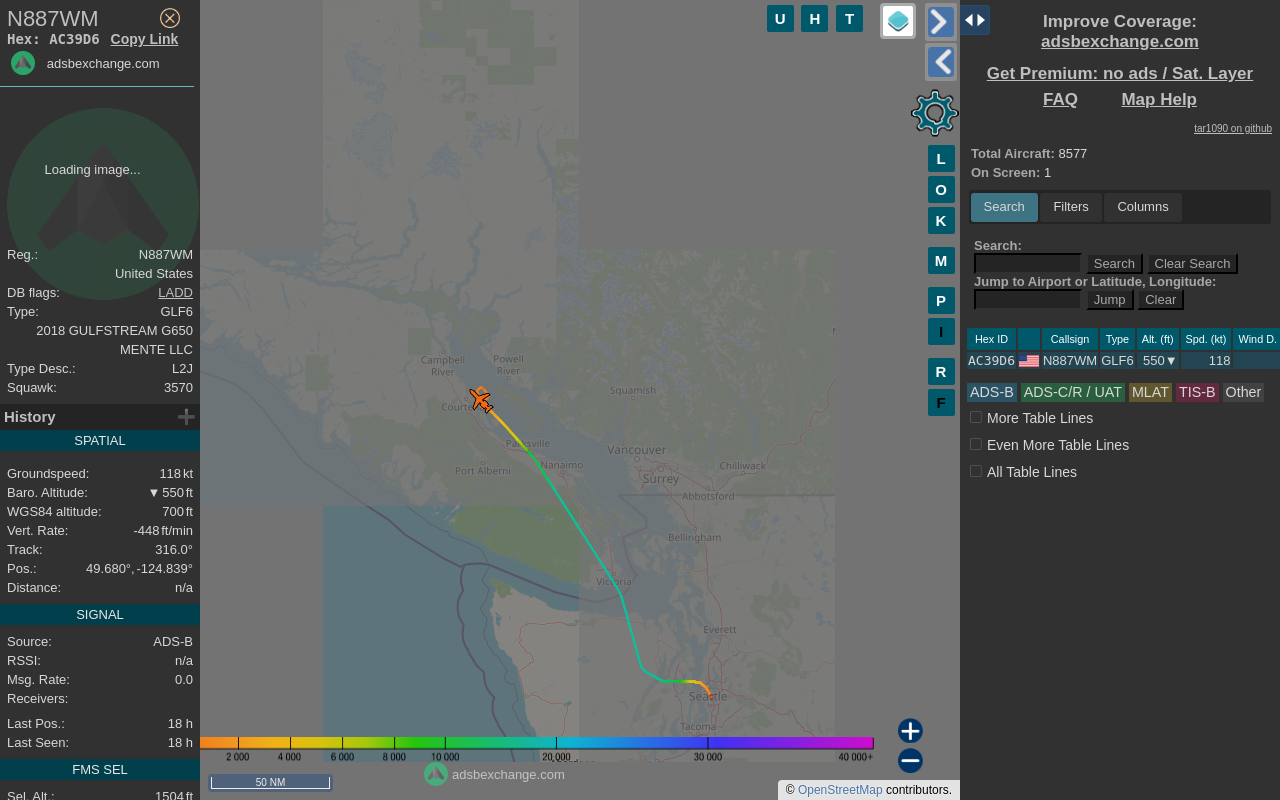 N887WM
Hex: AC39D6 Copy Link
adsbexchange.com
Loading image...
Reg.: N887WM
United States
DB flags: LADD
Type: GLF6
2018 GULFSTREAM G650
MENTE LLC
Type Desc.: L2J
Squawk: 3570
History
SPATIAL
Groundspeed: 118 kt
Baro. Altitude: ▼ 550 ft
WGS84 altitude: 700 ft
Vert. Rate: -448 ft/min
Track: 316.0°
Pos.: 49.680°, -124.839°
Distance: n/a
SIGNAL
Source: ADS-B
RSSI: n/a
Msg. Rate: 0.0
Receivers:
Last Pos.: 18 h
Last Seen: 18 h
FMS SEL
Sel. Alt.: 1504 ft
U H T
L
O
K
M
P
I
R
F
Campbell River
Powell River
Squamish
Parksville
Port Alberni
Nanaimo
Vancouver
Surrey
Chilliwack
Abbotsford
Bellingham
Victoria
Everett
Seattle
Tacoma
2 000 4 000 6 000 8 000 10 000 20,000 30 000 40 000+
50 NM
adsbexchange.com
© OpenStreetMap contributors.
Improve Coverage:
adsbexchange.com
Get Premium: no ads / Sat. Layer
FAQ Map Help
tar1090 on github
Total Aircraft: 8577
On Screen: 1
Search Filters Columns
Search:
Search Clear Search
Jump to Airport or Latitude, Longitude:
Jump Clear
Hex ID Callsign Type Alt. (ft) Spd. (kt) Wind D.
AC39D6 N887WM GLF6 550▼ 118
ADS-B ADS-C/R / UAT MLAT TIS-B Other
More Table Lines
Even More Table Lines
All Table Lines